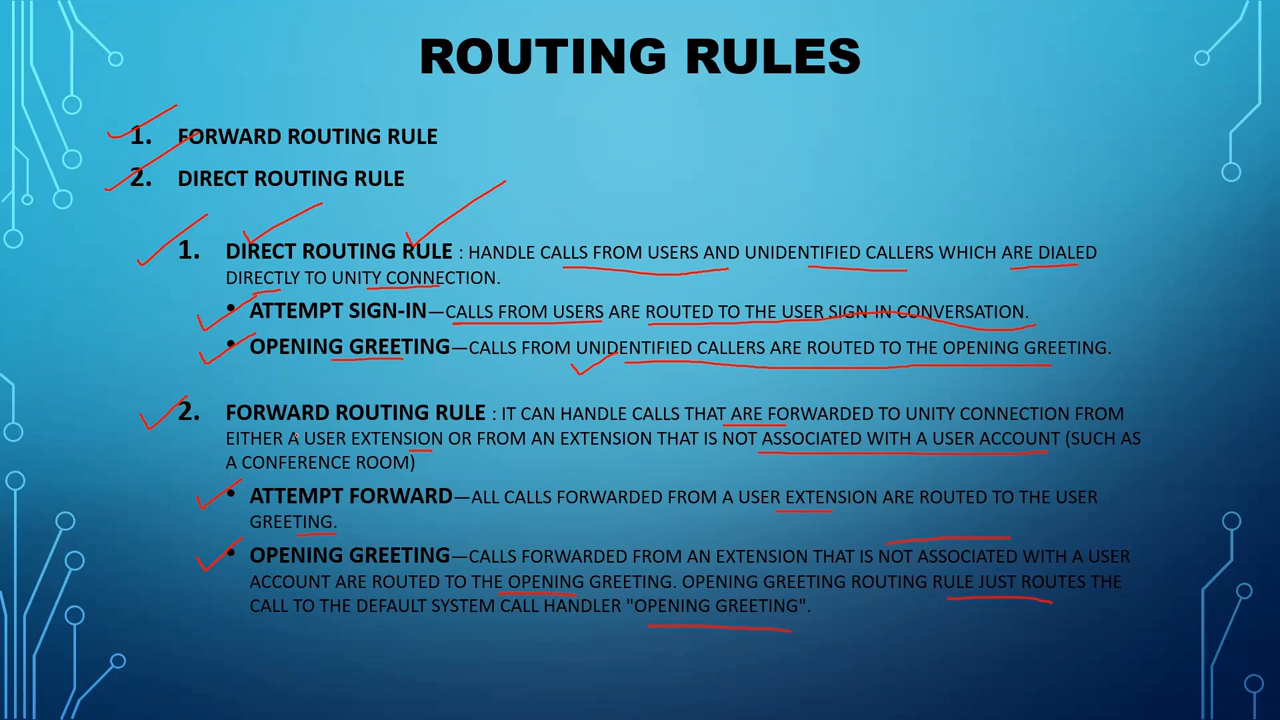 ROUTING RULES
1. FORWARD ROUTING RULE
2. DIRECT ROUTING RULE
1. DIRECT ROUTING RULE : HANDLE CALLS FROM USERS AND UNIDENTIFIED CALLERS WHICH ARE DIALED
DIRECTLY TO UNITY CONNECTION.
• ATTEMPT SIGN-IN—CALLS FROM USERS ARE ROUTED TO THE USER SIGN-IN CONVERSATION.
• OPENING GREETING—CALLS FROM UNIDENTIFIED CALLERS ARE ROUTED TO THE OPENING GREETING.
2. FORWARD ROUTING RULE : IT CAN HANDLE CALLS THAT ARE FORWARDED TO UNITY CONNECTION FROM
EITHER A USER EXTENSION OR FROM AN EXTENSION THAT IS NOT ASSOCIATED WITH A USER ACCOUNT (SUCH AS
A CONFERENCE ROOM)
• ATTEMPT FORWARD—ALL CALLS FORWARDED FROM A USER EXTENSION ARE ROUTED TO THE USER
GREETING.
• OPENING GREETING—CALLS FORWARDED FROM AN EXTENSION THAT IS NOT ASSOCIATED WITH A USER
ACCOUNT ARE ROUTED TO THE OPENING GREETING. OPENING GREETING ROUTING RULE JUST ROUTES THE
CALL TO THE DEFAULT SYSTEM CALL HANDLER "OPENING GREETING".